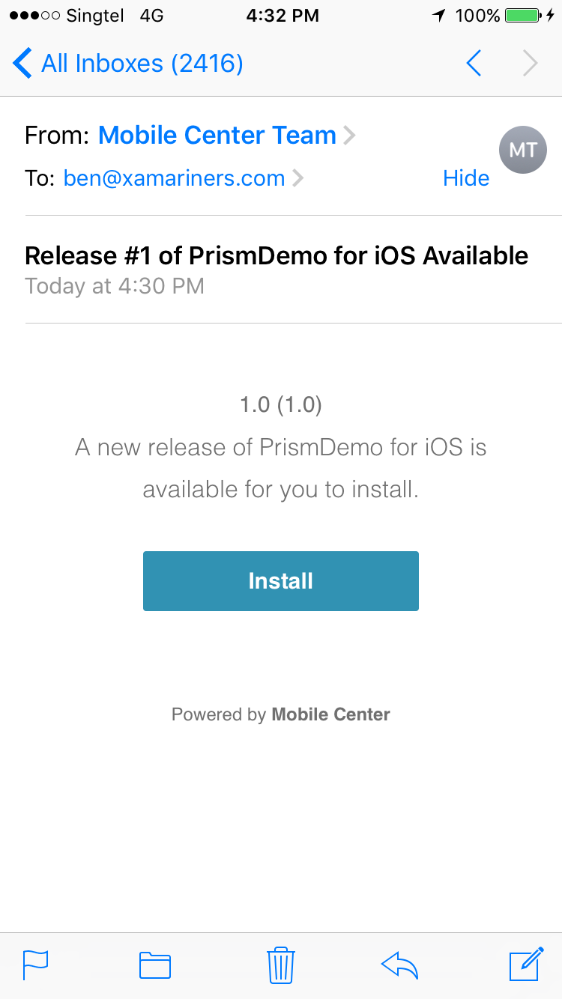 Singtel 4G 4:32 PM 100%
All Inboxes (2416)
From: Mobile Center Team
MT
To: ben@xamariners.com Hide
Release #1 of PrismDemo for iOS Available
Today at 4:30 PM
1.0 (1.0)
A new release of PrismDemo for iOS is
available for you to install.
Install
Powered by Mobile Center